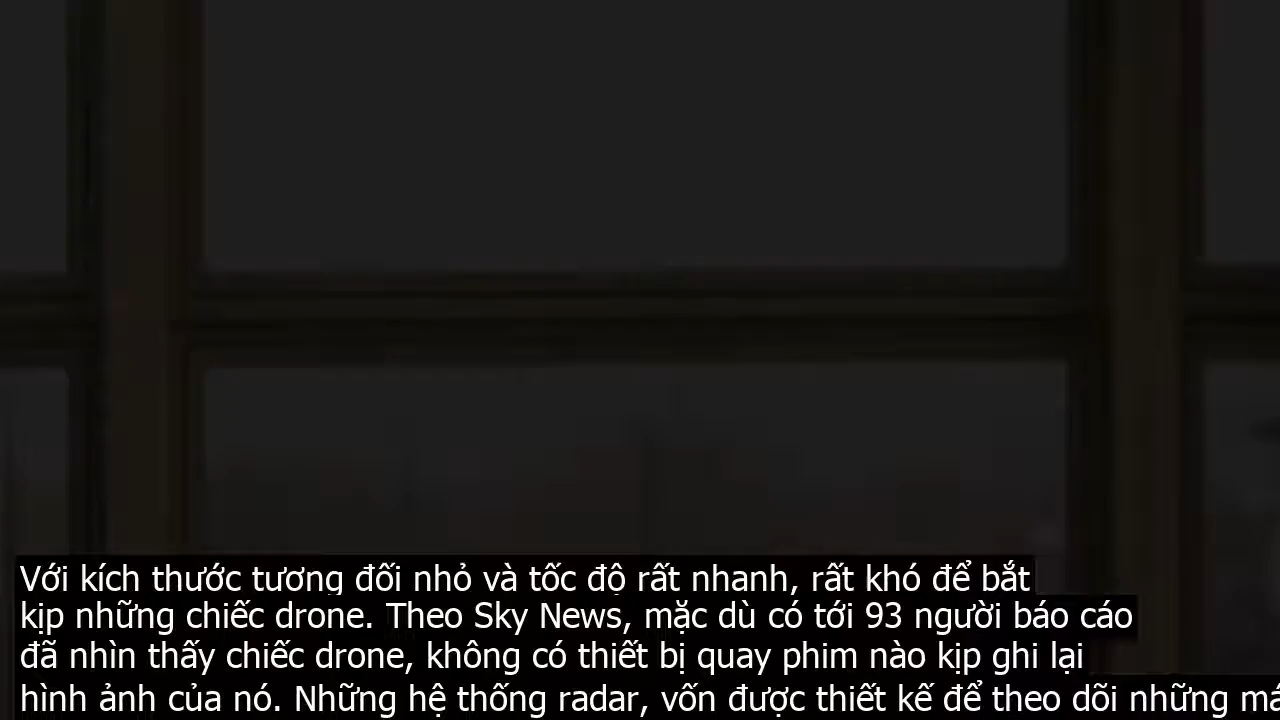 Với kích thước tương đối nhỏ và tốc độ rất nhanh, rất khó để bắt
kịp những chiếc drone. Theo Sky News, mặc dù có tới 93 người báo cáo
đã nhìn thấy chiếc drone, không có thiết bị quay phim nào kịp ghi lại
hình ảnh của nó. Những hệ thống radar, vốn được thiết kế để theo dõi những